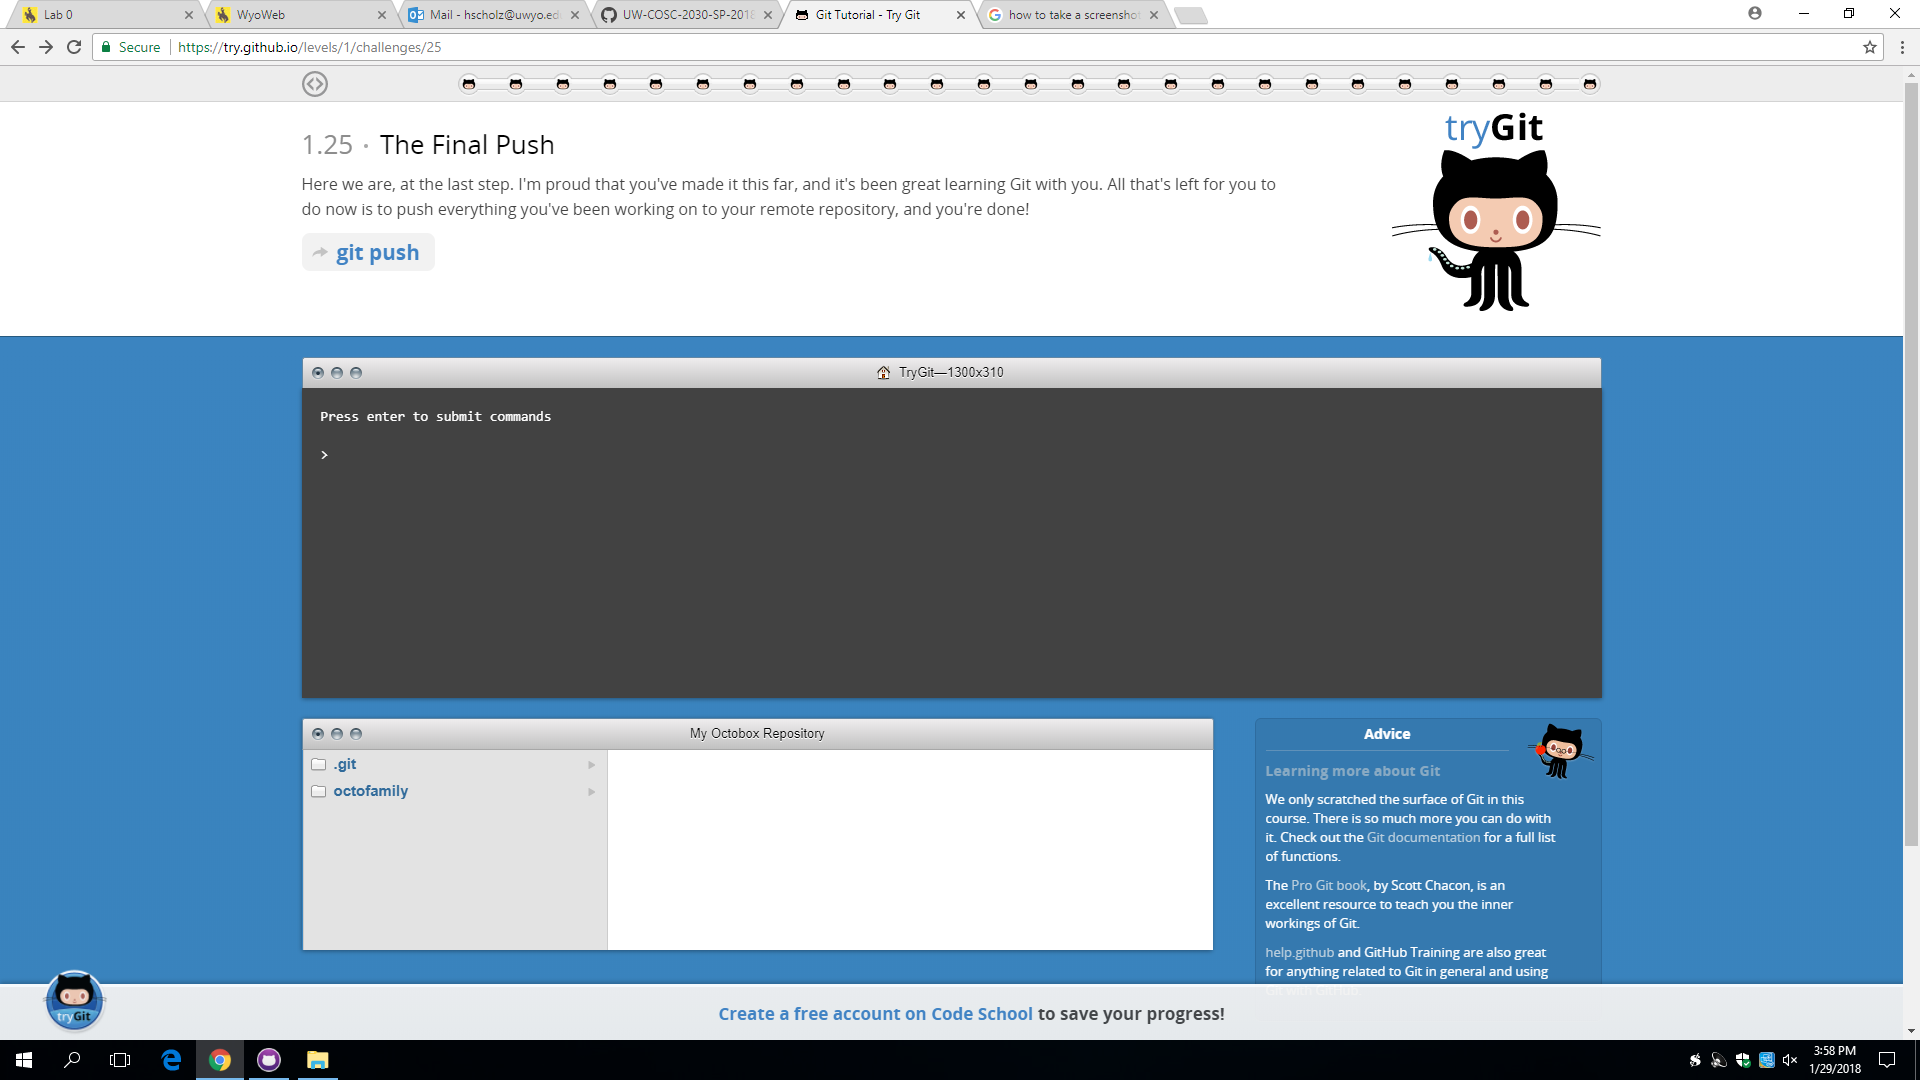 Lab 0
WyoWeb
Mail - hscholz@uwyo.ed
UW-COSC-2030-SP-2018
Git Tutorial - Try Git
how to take a screenshot
Secure
https://try.github.io/levels/1/challenges/25
1.25 · The Final Push
tryGit
Here we are, at the last step. I'm proud that you've made it this far, and it's been great learning Git with you. All that's left for you to
do now is to push everything you've been working on to your remote repository, and you're done!
git push
TryGit—1300x310
Press enter to submit commands
>
My Octobox Repository
.git
octofamily
Advice
Learning more about Git
We only scratched the surface of Git in this
course. There is so much more you can do with
it. Check out the Git documentation for a full list
of functions.
The Pro Git book, by Scott Chacon, is an
excellent resource to teach you the inner
workings of Git.
help.github and GitHub Training are also great
for anything related to Git in general and using
tryGit
Create a free account on Code School to save your progress!
3:58 PM
1/29/2018